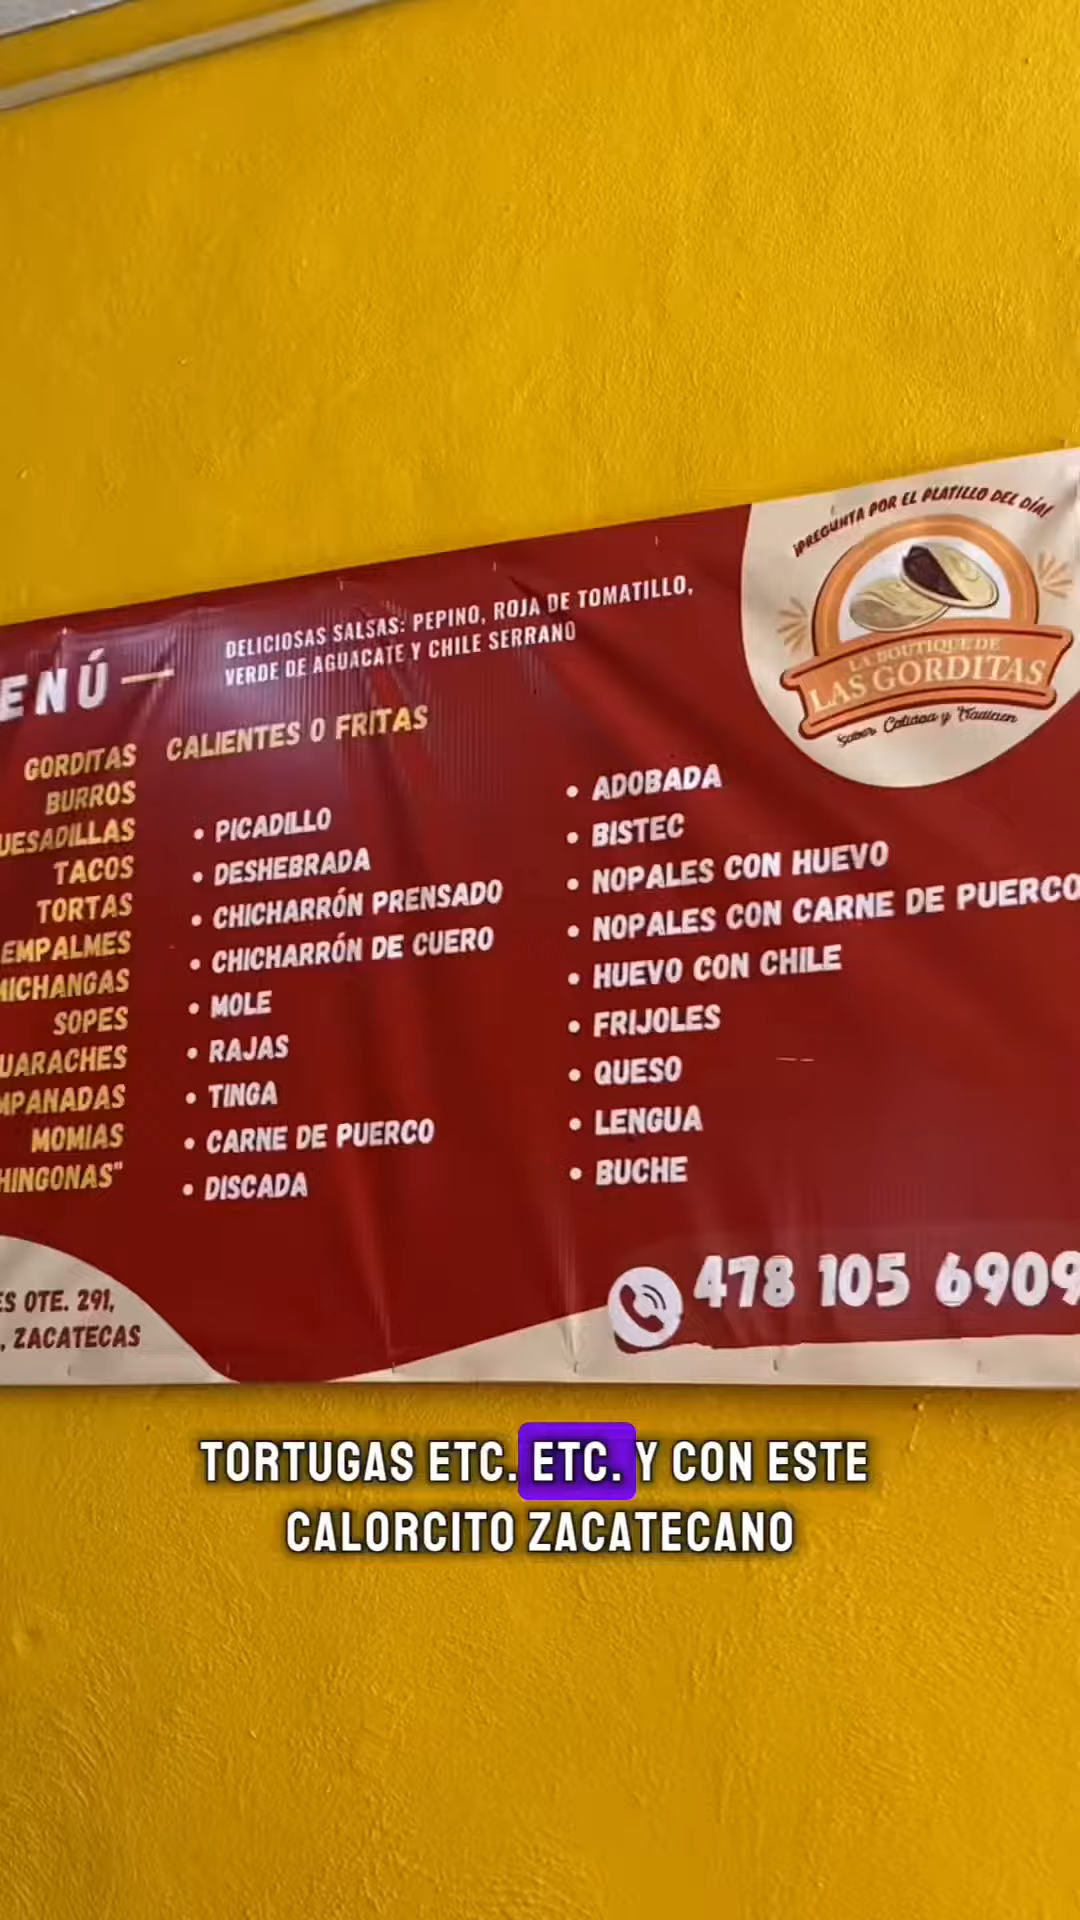 ¡PREGUNTA POR EL PLATILLO DEL DÍA!
LA BOUTIQUE DE
LAS GORDITAS
Sabor Calidad y Tradicion
ENÚ
DELICIOSAS SALSAS: PEPINO, ROJA DE TOMATILLO,
VERDE DE AGUACATE Y CHILE SERRANO
GORDITAS CALIENTES O FRITAS
BURROS
UESADILLAS
TACOS
TORTAS
EMPALMES
MICHANGAS
SOPES
UARACHES
MPANADAS
MOMIAS
HINGONAS"
• PICADILLO
• DESHEBRADA
• CHICHARRÓN PRENSADO
• CHICHARRÓN DE CUERO
• MOLE
• RAJAS
• TINGA
• CARNE DE PUERCO
• DISCADA
• ADOBADA
• BISTEC
• NOPALES CON HUEVO
• NOPALES CON CARNE DE PUERCO
• HUEVO CON CHILE
• FRIJOLES
• QUESO
• LENGUA
• BUCHE
ES OTE. 291,
, ZACATECAS
478 105 6909
TORTUGAS ETC. ETC. Y CON ESTE
CALORCITO ZACATECANO